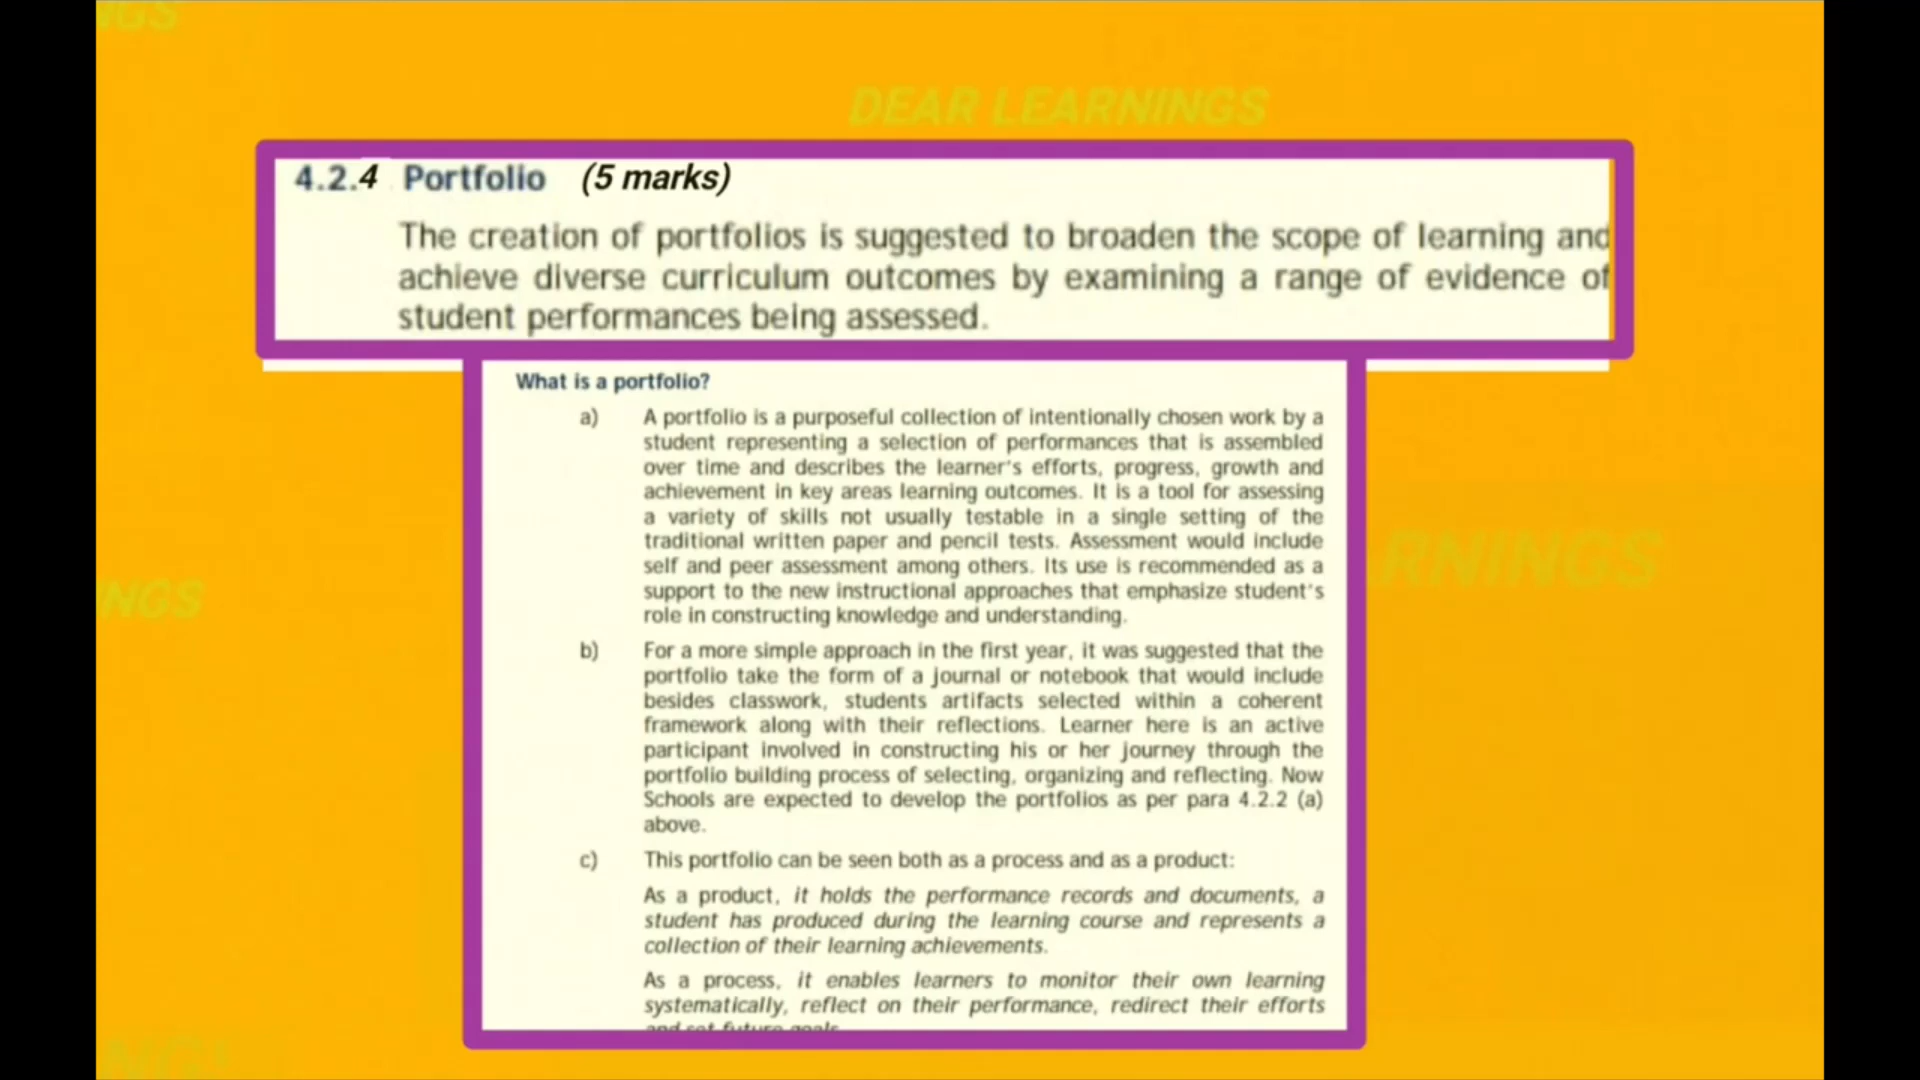 NGS
DEAR LEARNINGS
4.2.4 Portfolio (5 marks)
The creation of portfolios is suggested to broaden the scope of learning and
achieve diverse curriculum outcomes by examining a range of evidence of
student performances being assessed.
What is a portfolio?
a) A portfolio is a purposeful collection of intentionally chosen work by a
student representing a selection of performances that is assembled
over time and describes the learner's efforts, progress, growth and
achievement in key areas learning outcomes. It is a tool for assessing
a variety of skills not usually testable in a single setting of the
traditional written paper and pencil tests. Assessment would include
self and peer assessment among others. Its use is recommended as a
support to the new instructional approaches that emphasize student's
role in constructing knowledge and understanding.
RNINGS
NGS
b) For a more simple approach in the first year, it was suggested that the
portfolio take the form of a journal or notebook that would include
besides classwork, students artifacts selected within a coherent
framework along with their reflections. Learner here is an active
participant involved in constructing his or her journey through the
portfolio building process of selecting, organizing and reflecting. Now
Schools are expected to develop the portfolios as per para 4.2.2 (a)
above.
c) This portfolio can be seen both as a process and as a product:
As a product, it holds the performance records and documents, a
student has produced during the learning course and represents a
collection of their learning achievements.
As a process, it enables learners to monitor their own learning
systematically, reflect on their performance, redirect their efforts
and set future goals.